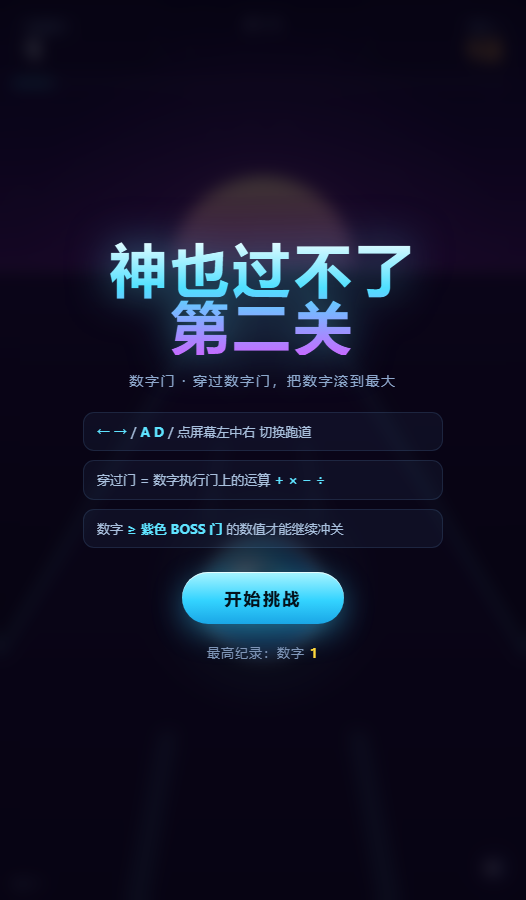 神也过不了
第二关
数字门 · 穿过数字门，把数字滚到最大
← → / A D / 点屏幕左中右 切换跑道
穿过门 = 数字执行门上的运算 + × − ÷
数字 ≥ 紫色 BOSS 门 的数值才能继续冲关
开始挑战
最高纪录：数字 1